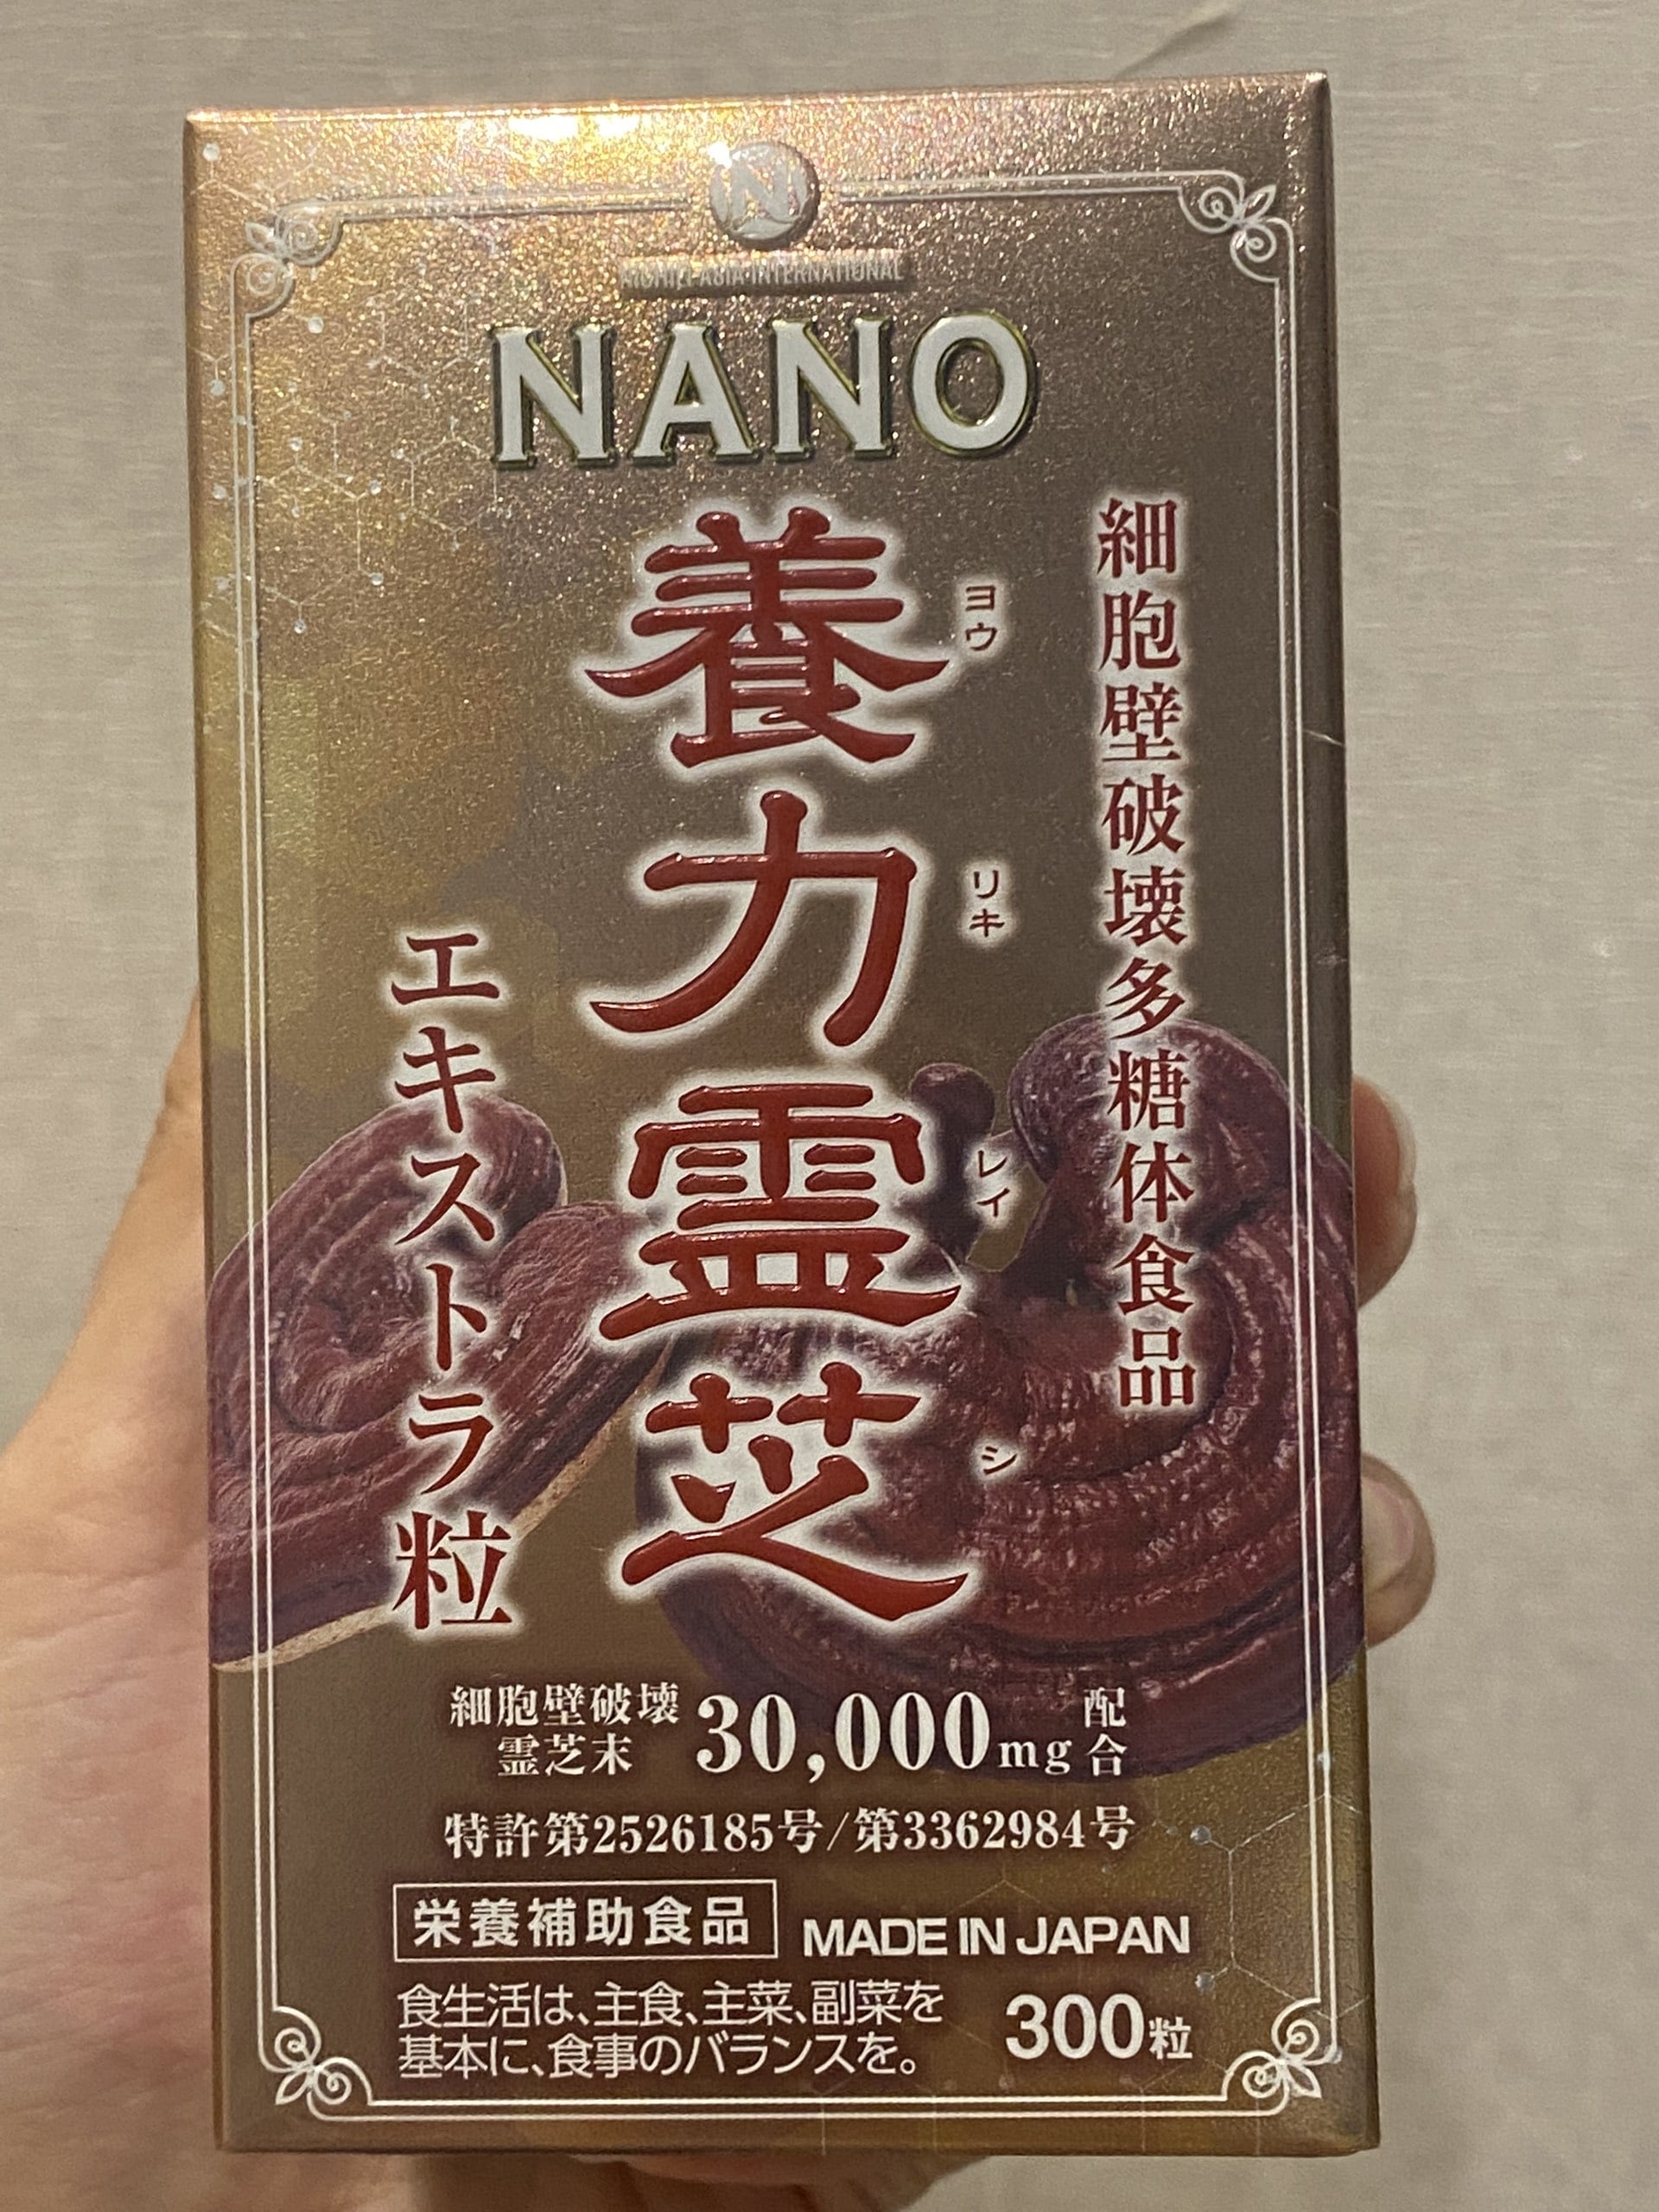 NANO
細胞壁破壊多糖体食品
養力霊芝
ヨウ
リキ
レイ
シ
エキストラ粒
細胞壁破壊
霊芝末
30,000mg
配合
特許第2526185号/第3362984号
栄養補助食品
MADE IN JAPAN
食生活は、主食、主菜、副菜を
基本に、食事のバランスを。
300粒